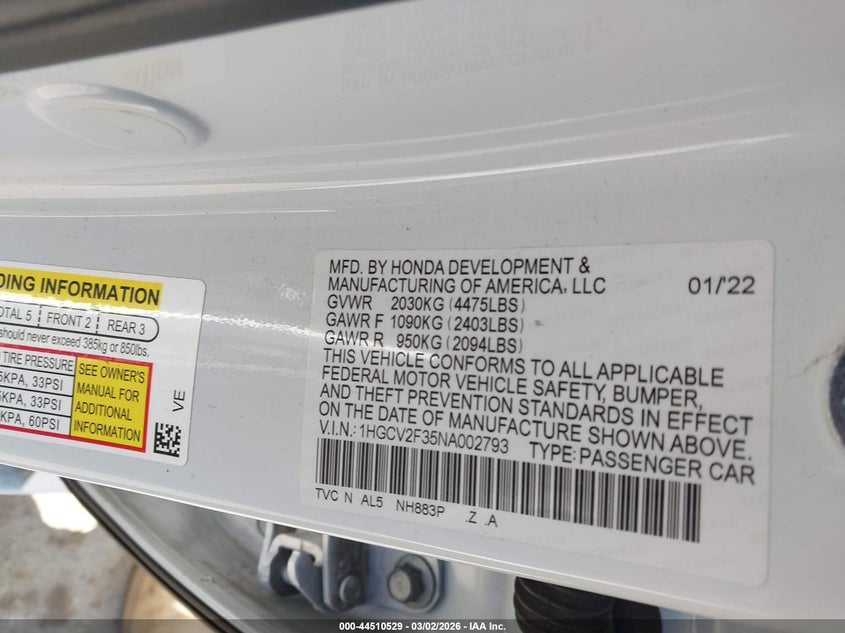 DING INFORMATION
OTAL 5 FRONT 2 REAR 3
should never exceed 385kg or 850lbs.
TIRE PRESSURE
5KPA, 33PSI
5KPA, 33PSI
KPA, 60PSI
SEE OWNER'S
MANUAL FOR
ADDITIONAL
INFORMATION
VE
MFD. BY HONDA DEVELOPMENT &
MANUFACTURING OF AMERICA, LLC 01/'22
GVWR 2030KG (4475LBS)
GAWR F 1090KG (2403LBS)
GAWR R 950KG (2094LBS)
THIS VEHICLE CONFORMS TO ALL APPLICABLE
FEDERAL MOTOR VEHICLE SAFETY, BUMPER,
AND THEFT PREVENTION STANDARDS IN EFFECT
ON THE DATE OF MANUFACTURE SHOWN ABOVE.
V.I.N.: 1HGCV2F35NA002793 TYPE: PASSENGER CAR
TVC N AL5 NH883P .Z .A
000-44510529 - 03/02/2026 - IAA Inc.